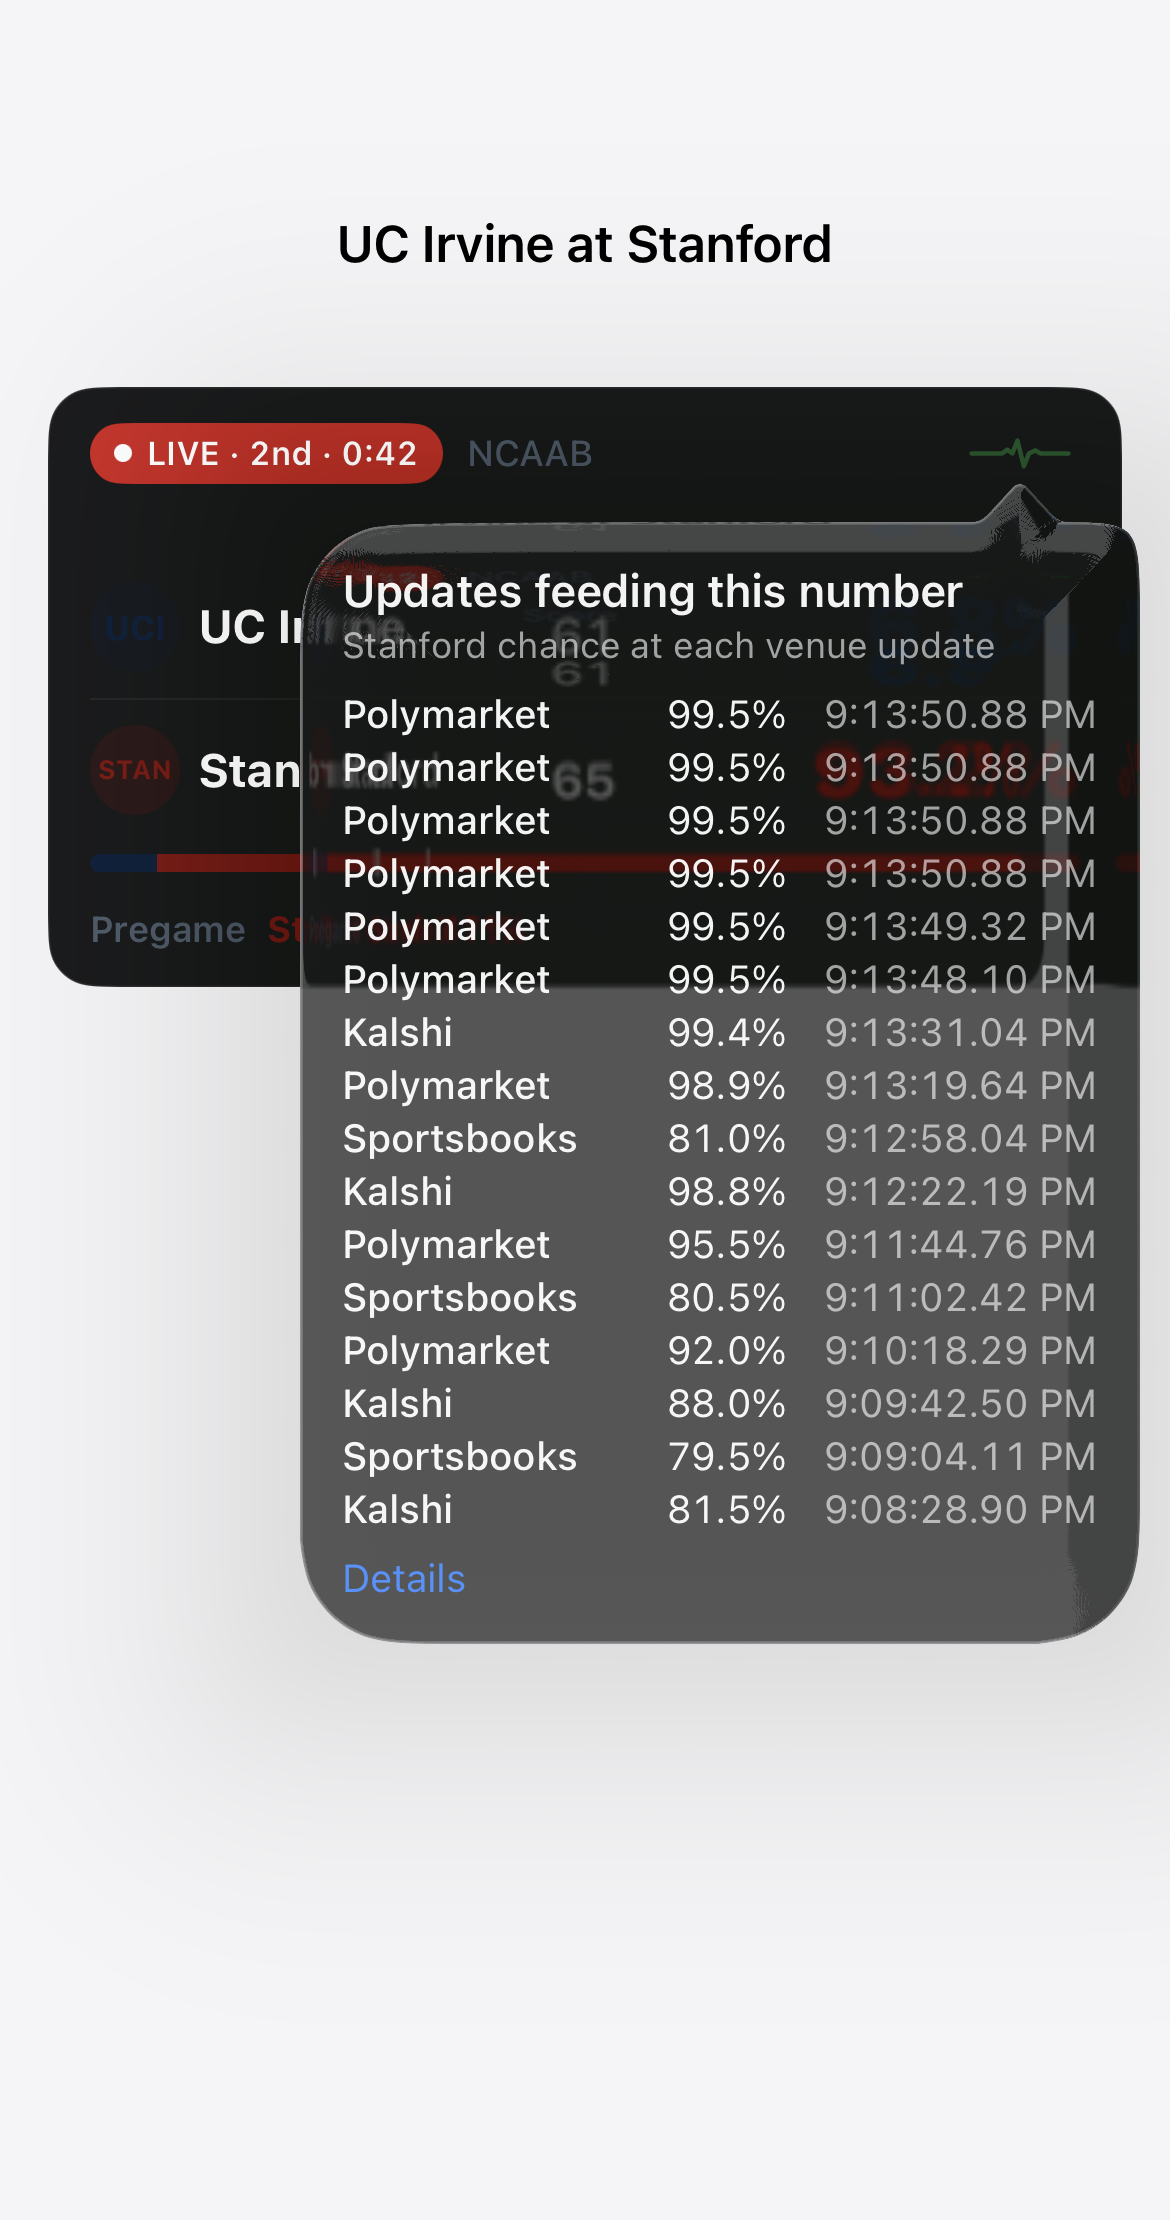 UC Irvine at Stanford
LIVE · 2nd · 0:42 NCAAB
Updates feeding this number
UCI UC 61
Stanford chance at each venue update
61
Polymarket 99.5% 9:13:50.88 PM
STAN Stan 65
Polymarket 99.5% 9:13:50.88 PM
Polymarket 99.5% 9:13:50.88 PM
Polymarket 99.5% 9:13:50.88 PM
Pregame
Polymarket 99.5% 9:13:49.32 PM
Polymarket 99.5% 9:13:48.10 PM
Kalshi 99.4% 9:13:31.04 PM
Polymarket 98.9% 9:13:19.64 PM
Sportsbooks 81.0% 9:12:58.04 PM
Kalshi 98.8% 9:12:22.19 PM
Polymarket 95.5% 9:11:44.76 PM
Sportsbooks 80.5% 9:11:02.42 PM
Polymarket 92.0% 9:10:18.29 PM
Kalshi 88.0% 9:09:42.50 PM
Sportsbooks 79.5% 9:09:04.11 PM
Kalshi 81.5% 9:08:28.90 PM
Details